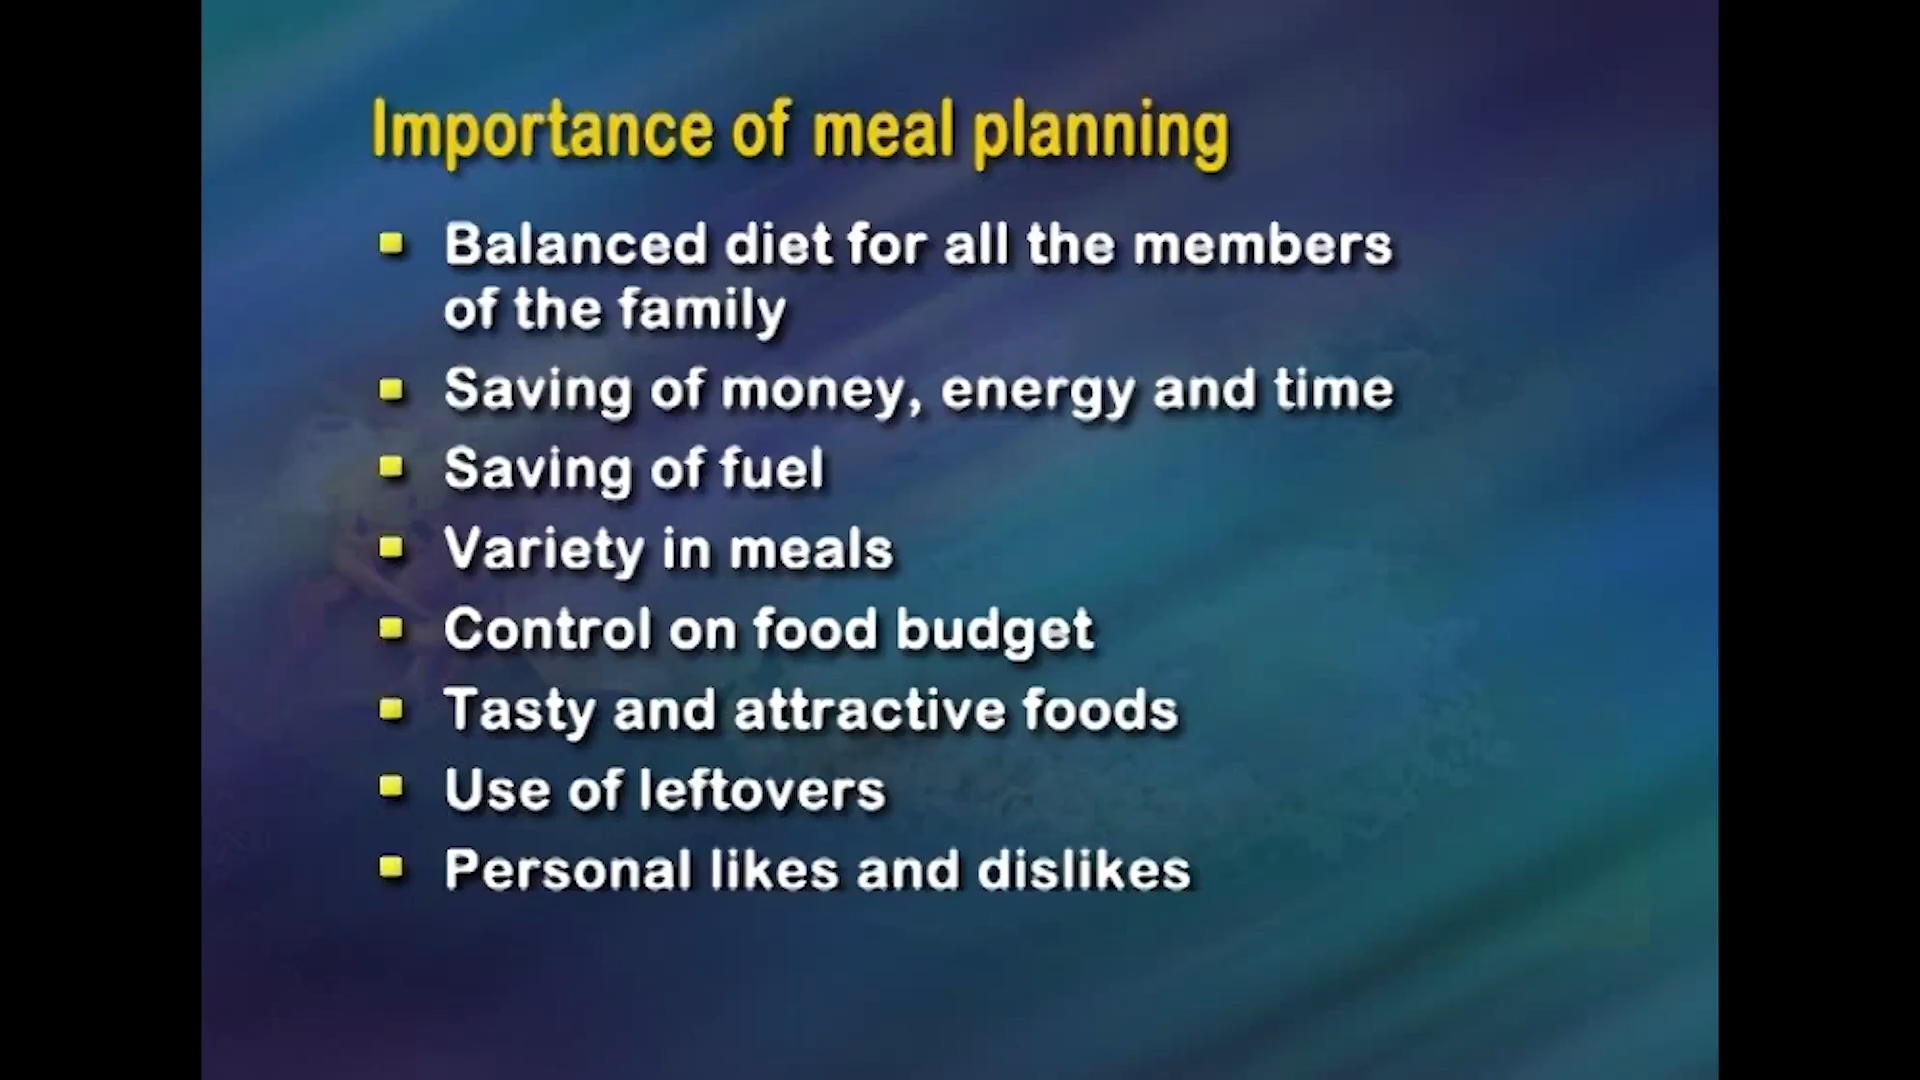 Importance of meal planning
Balanced diet for all the members
of the family
Saving of money, energy and time
Saving of fuel
Variety in meals
Control on food budget
Tasty and attractive foods
Use of leftovers
Personal likes and dislikes